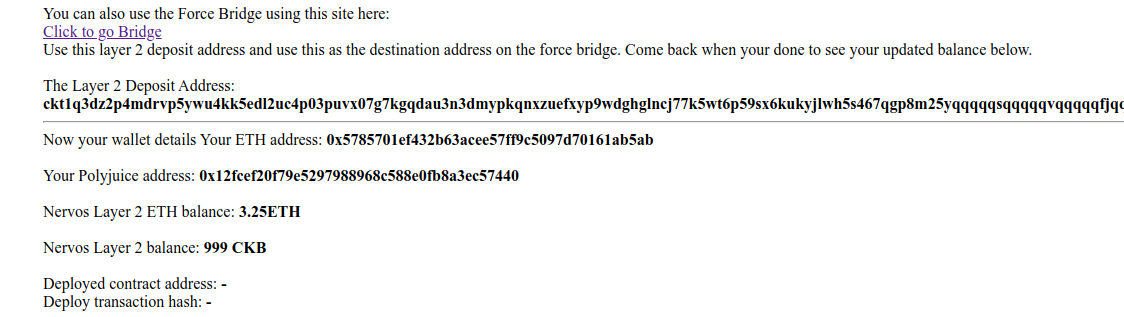 You can also use the Force Bridge using this site here:
Click to go Bridge
Use this layer 2 deposit address and use this as the destination address on the force bridge. Come back when your done to see your updated balance below.
The Layer 2 Deposit Address:
ckt1q3dz2p4mdrvp5ywu4kk5edl2uc4p03puvx07g7kgqdau3n3dmypkqnxzuefxyp9wdghglncj77k5wt6p59sx6kukyjlwh5s467qgp8m25yqqqqqsqqqqqvqqqqqfjqq
Now your wallet details Your ETH address: 0x5785701ef432b63acee57ff9c5097d70161ab5ab
Your Polyjuice address: 0x12fcef20f79e5297988968c588e0fb8a3ec57440
Nervos Layer 2 ETH balance: 3.25ETH
Nervos Layer 2 balance: 999 CKB
Deployed contract address: -
Deploy transaction hash: -